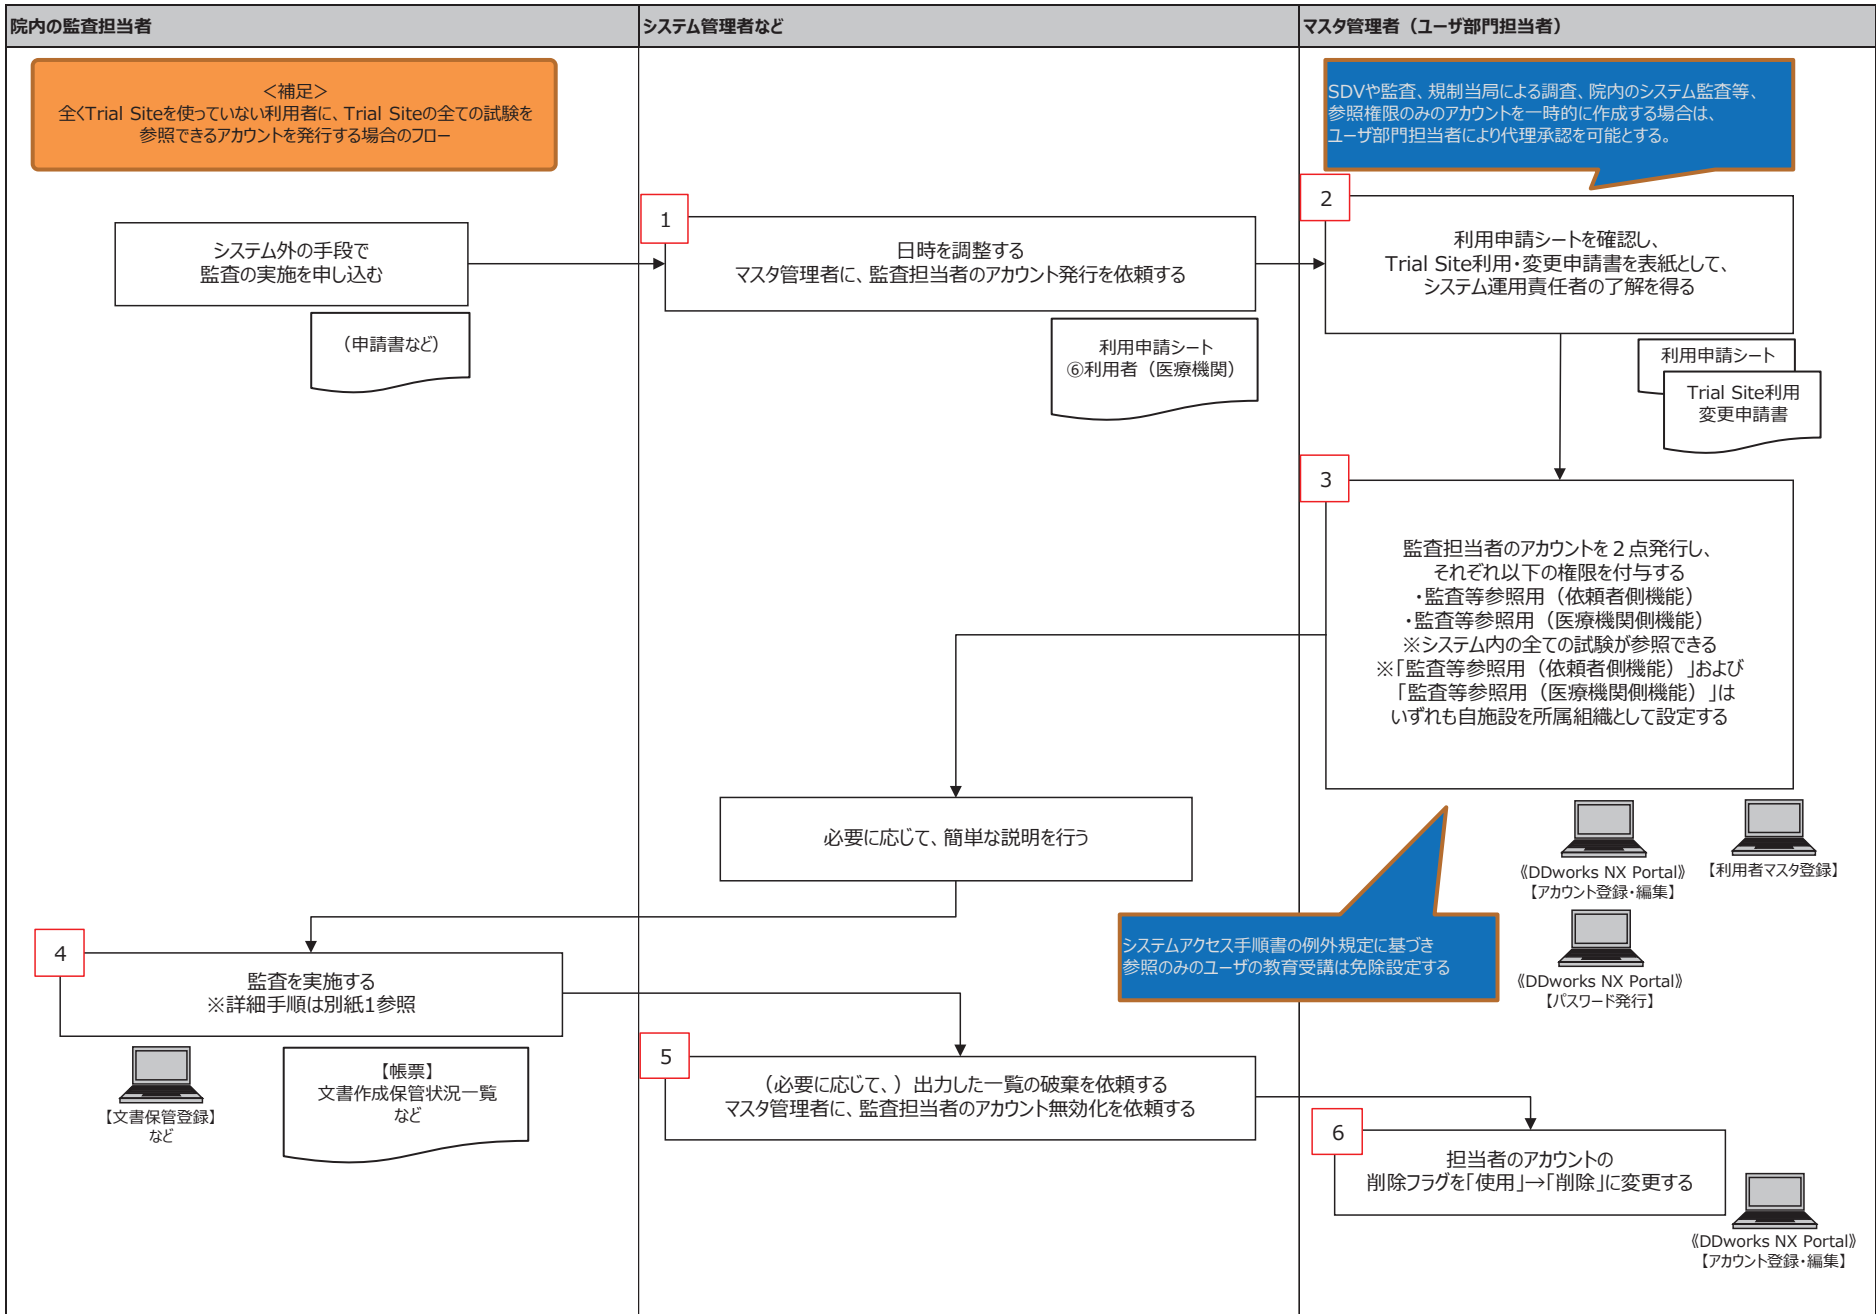 院内の監査担当者
システム管理者など
マスタ管理者（ユーザ部門担当者）
＜補足＞
全くTrial Siteを使っていない利用者に、Trial Siteの全ての試験を
参照できるアカウントを発行する場合のフロー
SDVや監査、規制当局による調査、院内のシステム監査等、
参照権限のみのアカウントを一時的に作成する場合は、
ユーザ部門担当者により代理承認を可能とする。
システム外の手段で
監査の実施を申し込む
（申請書など）
1
日時を調整する
マスタ管理者に、監査担当者のアカウント発行を依頼する
利用申請シート
⑥利用者（医療機関）
2
利用申請シートを確認し、
Trial Site利用・変更申請書を表紙として、
システム運用責任者の了解を得る
利用申請シート
Trial Site利用
変更申請書
3
監査担当者のアカウントを２点発行し、
それぞれ以下の権限を付与する
・監査等参照用（依頼者側機能）
・監査等参照用（医療機関側機能）
※システム内の全ての試験が参照できる
※「監査等参照用（依頼者側機能）」および
「監査等参照用（医療機関側機能）」は
いずれも自施設を所属組織として設定する
《DDworks NX Portal》
【アカウント登録・編集】
【利用者マスタ登録】
《DDworks NX Portal》
【パスワード発行】
システムアクセス手順書の例外規定に基づき
参照のみのユーザの教育受講は免除設定する
必要に応じて、簡単な説明を行う
4
監査を実施する
※詳細手順は別紙1参照
【文書保管登録】
など
【帳票】
文書作成保管状況一覧
など
5
（必要に応じて、）出力した一覧の破棄を依頼する
マスタ管理者に、監査担当者のアカウント無効化を依頼する
6
担当者のアカウントの
削除フラグを「使用」→「削除」に変更する
《DDworks NX Portal》
【アカウント登録・編集】